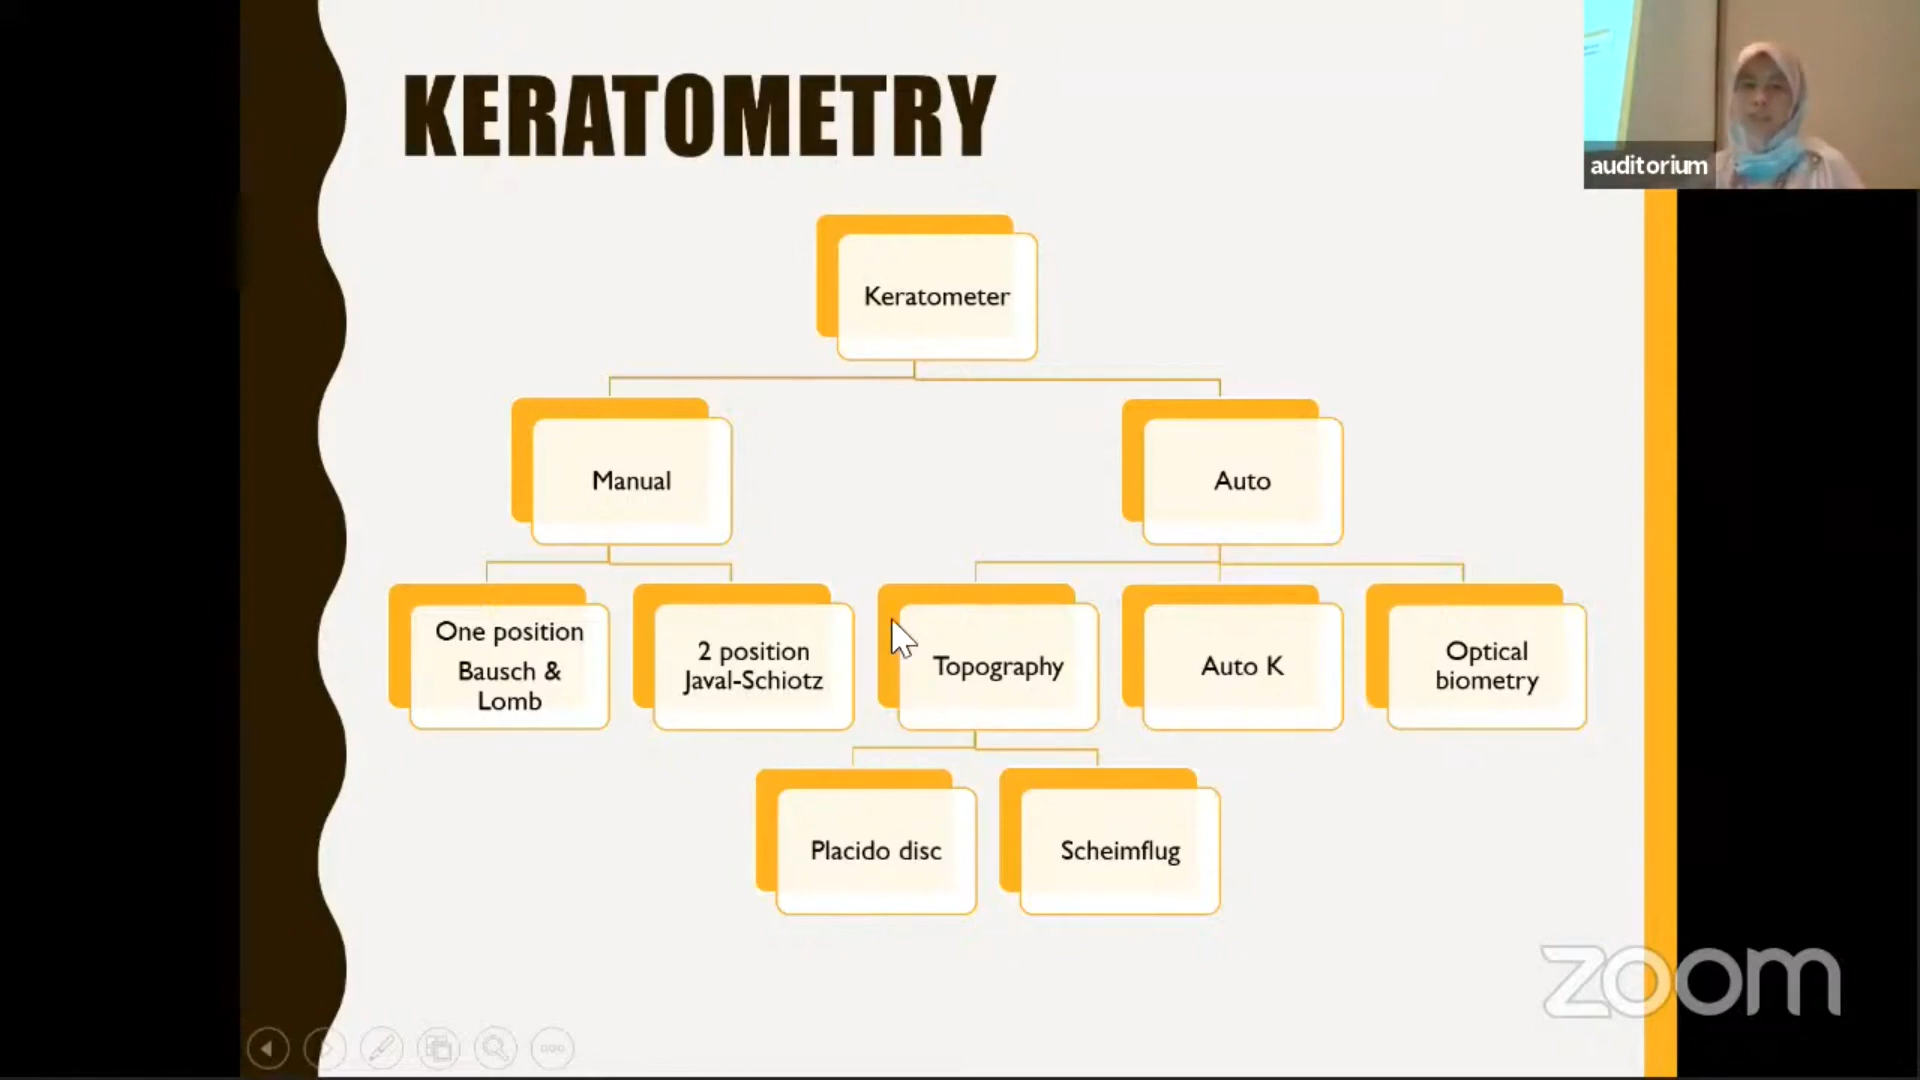 KERATOMETRY
auditorium
Keratometer
Manual
Auto
One position
Bausch &
Lomb
2 position
Javal-Schiotz
Topography
Auto K
Optical
biometry
Placido disc
Scheimflug
zoom